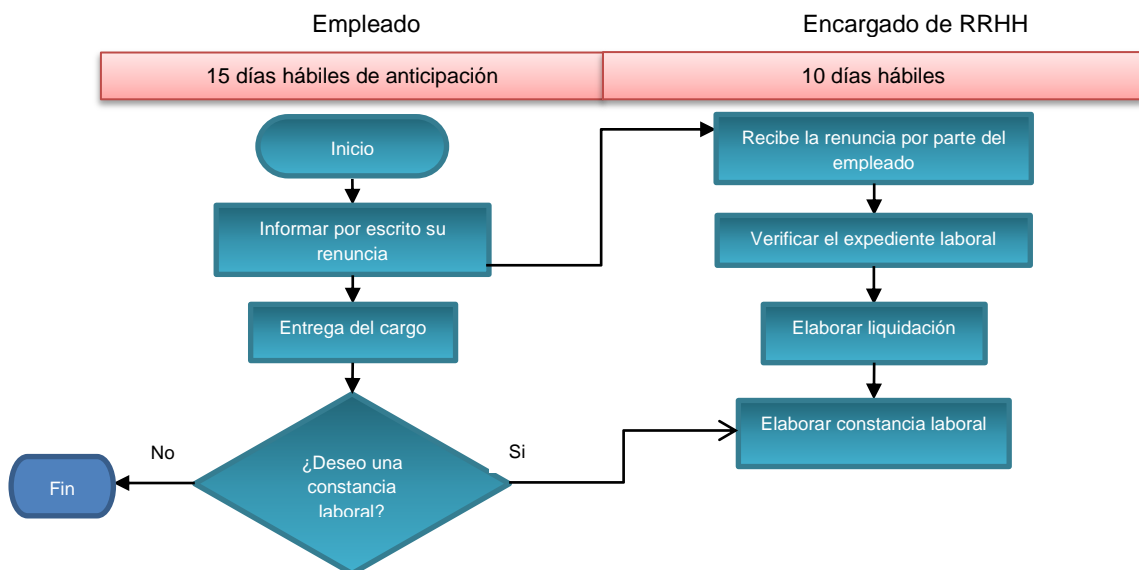 Empleado
Encargado de RRHH
15 días hábiles de anticipación
10 días hábiles
Inicio
Informar por escrito su
renuncia
Entrega del cargo
¿Deseo una
constancia
laboral?
No
Si
Fin
Recibe la renuncia por parte del
empleado
Verificar el expediente laboral
Elaborar liquidación
Elaborar constancia laboral